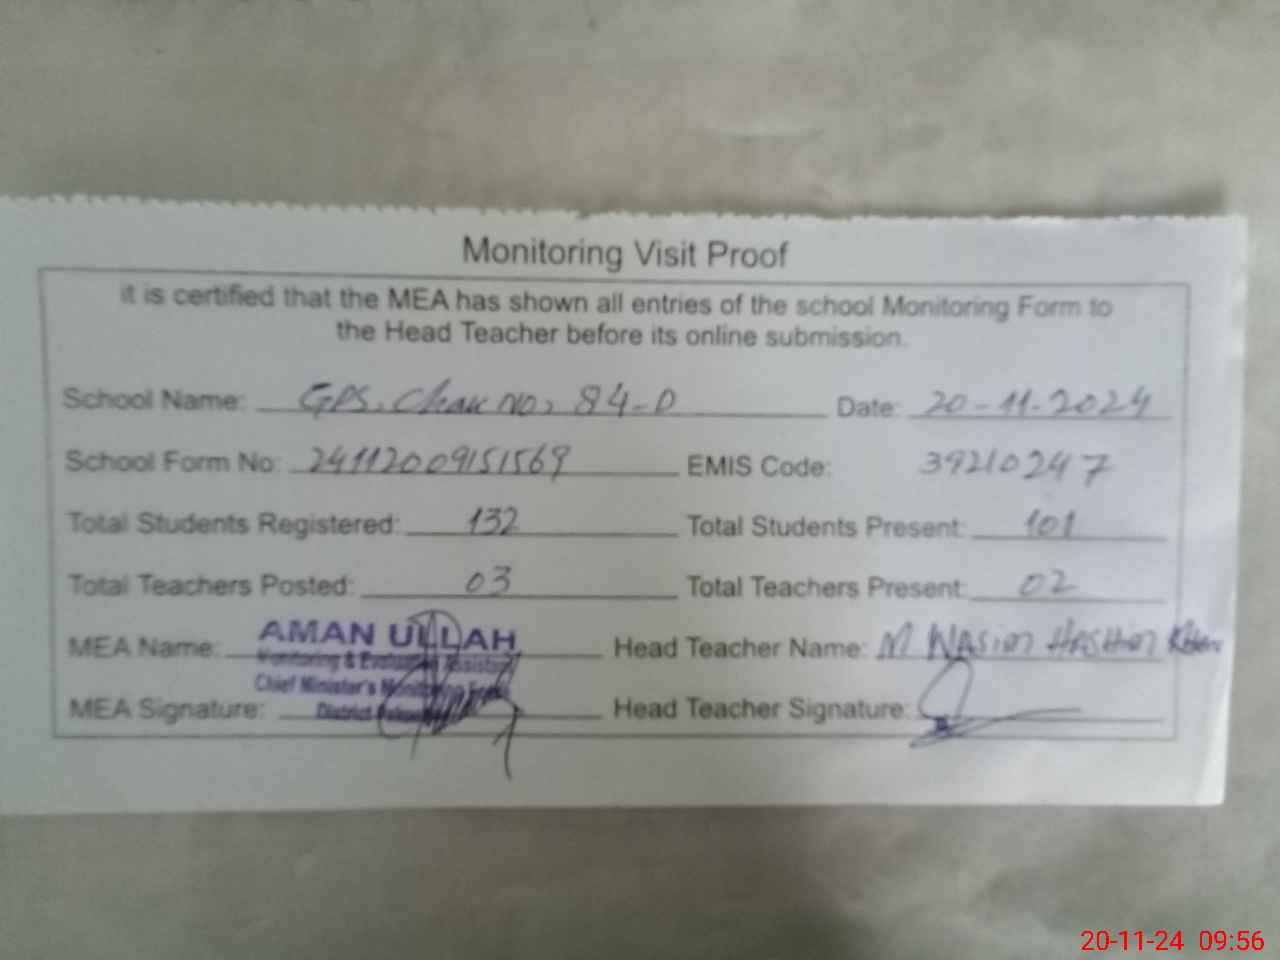 Monitoring Visit Proof
it is certified that the MEA has shown all entries of the school Monitoring Form to
the Head Teacher before its online submission.
School Name: GPS. Chak No. 84-D Date: 20-11-2024
School Form No: 24112009151569 EMIS Code: 39210247
Total Students Registered: 132 Total Students Present: 101
Total Teachers Posted: 03 Total Teachers Present: 02
MEA Name: AMAN ULLAH Head Teacher Name: M Wasim Hashim Khan
Monitoring & Evaluation Assistant
Chief Minister's Monitoring Force
MEA Signature: District Head Teacher Signature:
20-11-24 09:56